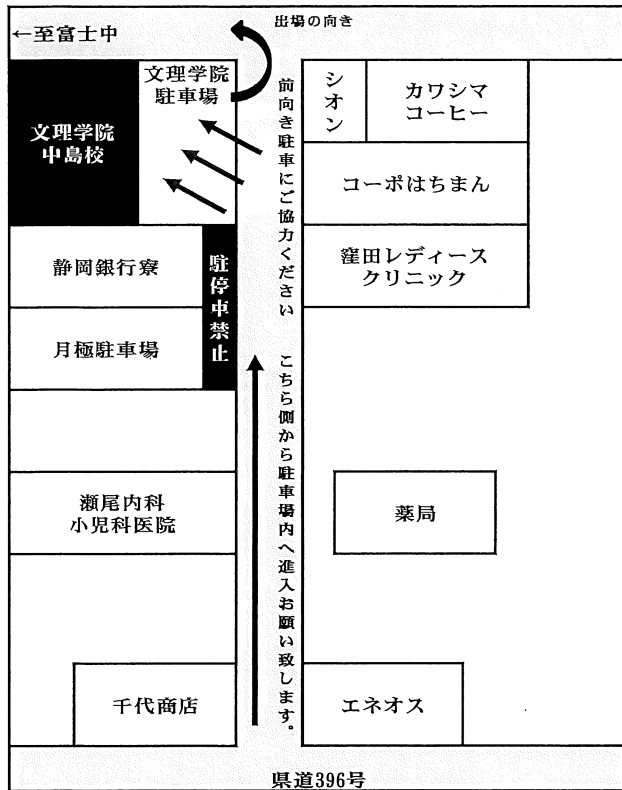 出場の向き
←至富士中
文理学院
駐車場
文理学院
中島校
シオン
カワシマ
コーヒー
前向き駐車にご協力ください
コーポはちまん
静岡銀行寮
駐停車禁止
窪田レディース
クリニック
月極駐車場
こちら側から駐車場内へ進入お願い致します。
瀬尾内科
小児科医院
薬局
千代商店
エネオス
県道396号